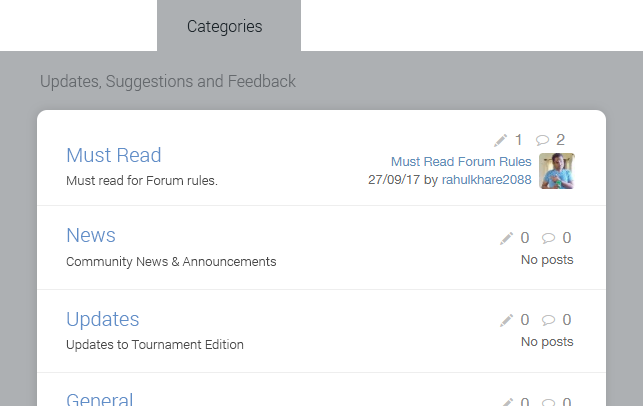 Categories
Updates, Suggestions and Feedback
1 2
Must Read
Must Read Forum Rules
Must read for Forum rules.
27/09/17 by rahulkhare2088
News
0 0
Community News & Announcements
No posts
Updates
0 0
Updates to Tournament Edition
No posts
General
0 0